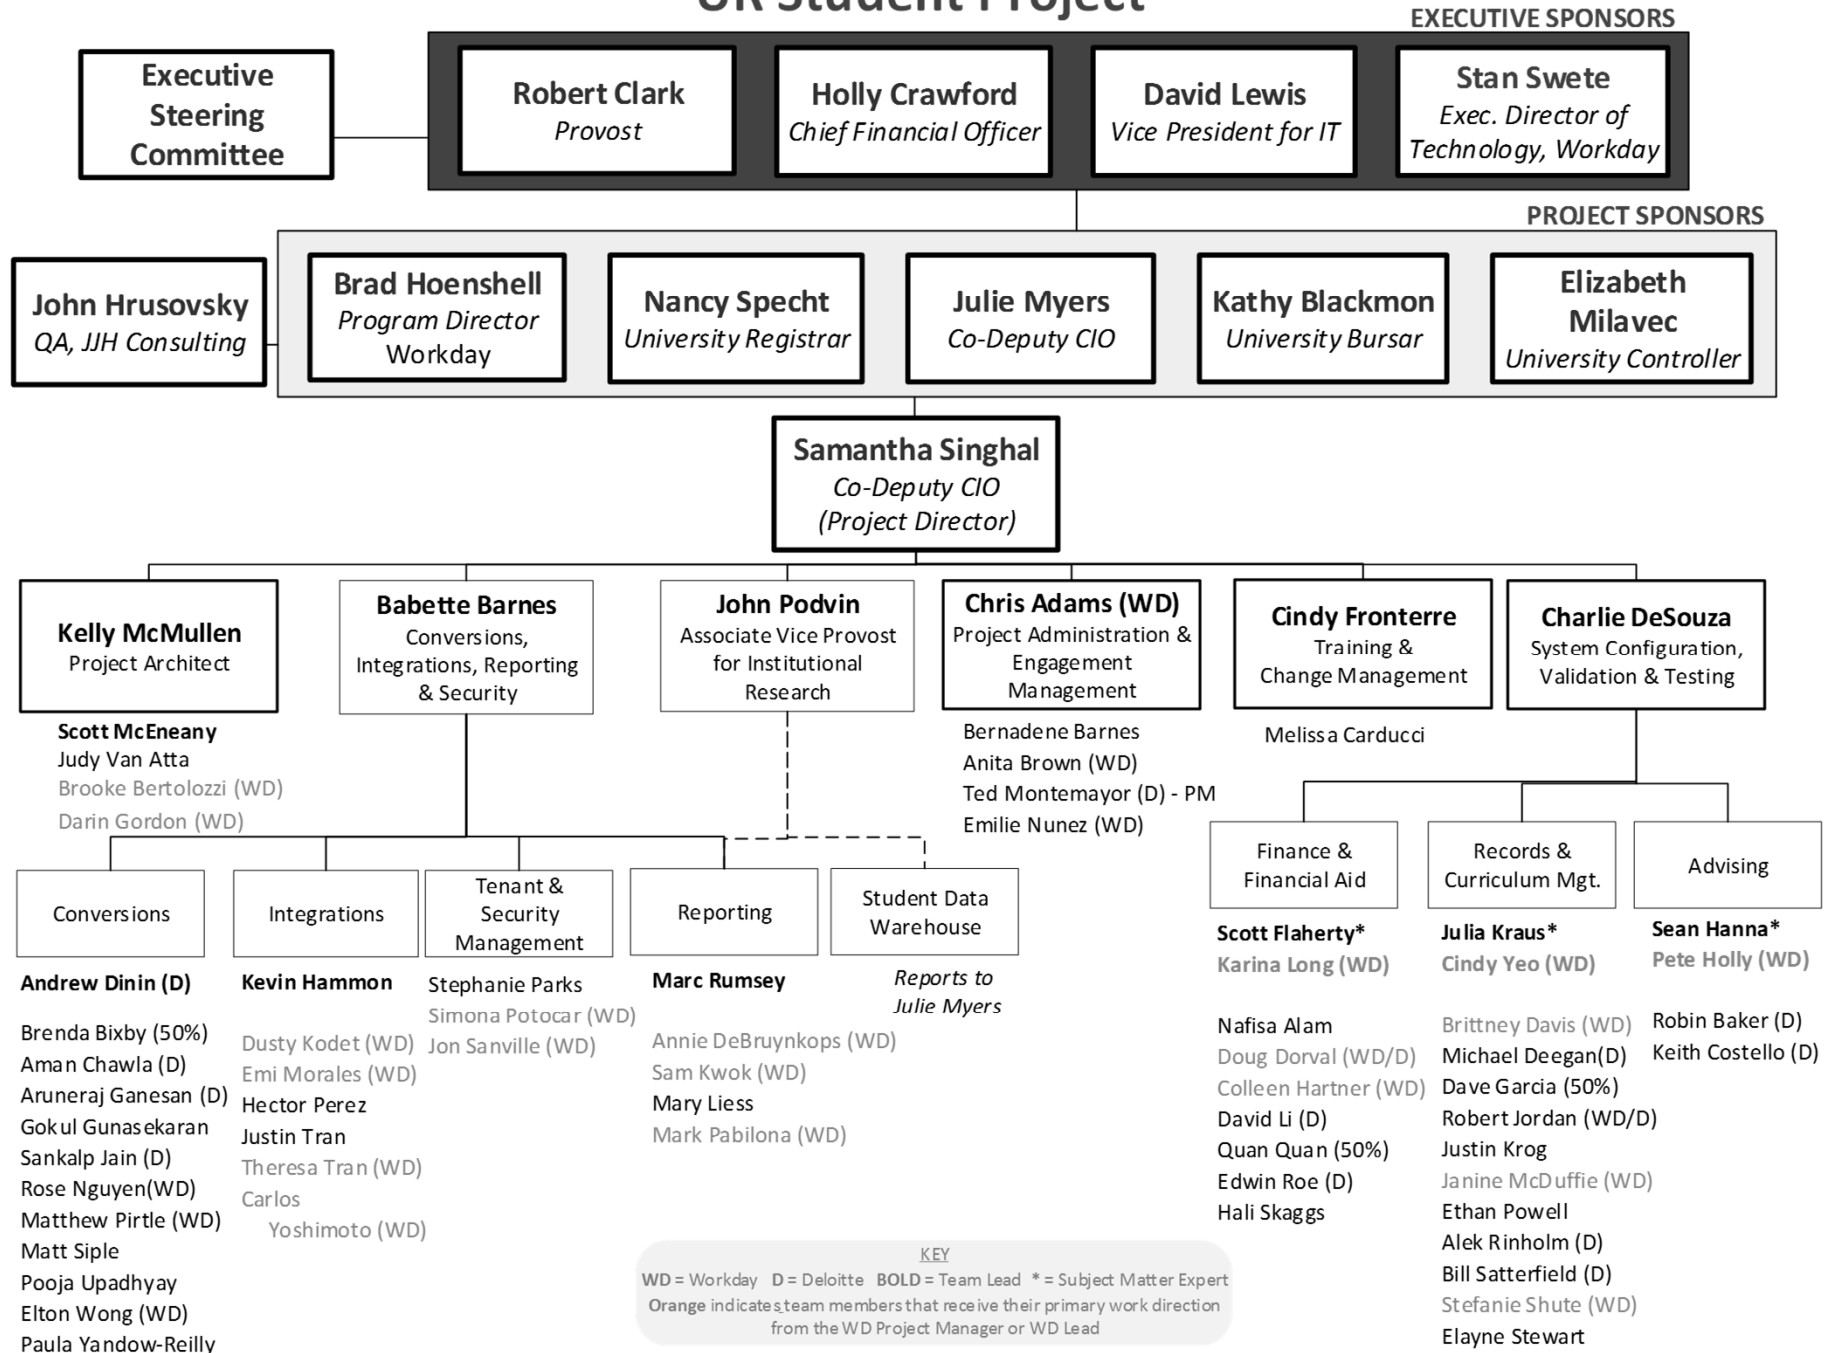 UR Student Project
EXECUTIVE SPONSORS
Executive
Steering
Committee
Robert Clark
Provost
Holly Crawford
Chief Financial Officer
David Lewis
Vice President for IT
Stan Swete
Exec. Director of
Technology, Workday
PROJECT SPONSORS
John Hrusovsky
QA, JJH Consulting
Brad Hoenshell
Program Director
Workday
Nancy Specht
University Registrar
Julie Myers
Co-Deputy CIO
Kathy Blackmon
University Bursar
Elizabeth
Milavec
University Controller
Samantha Singhal
Co-Deputy CIO
(Project Director)
Kelly McMullen
Project Architect
Scott McEneany
Judy Van Atta
Brooke Bertolozzi (WD)
Darin Gordon (WD)
Babette Barnes
Conversions,
Integrations, Reporting
& Security
John Podvin
Associate Vice Provost
for Institutional
Research
Chris Adams (WD)
Project Administration &
Engagement
Management
Bernadene Barnes
Anita Brown (WD)
Ted Montemayor (D) - PM
Emilie Nunez (WD)
Cindy Fronterre
Training &
Change Management
Melissa Carducci
Charlie DeSouza
System Configuration,
Validation & Testing
Conversions
Andrew Dinin (D)
Brenda Bixby (50%)
Aman Chawla (D)
Aruneraj Ganesan (D)
Gokul Gunasekaran
Sankalp Jain (D)
Rose Nguyen(WD)
Matthew Pirtle (WD)
Matt Siple
Pooja Upadhyay
Elton Wong (WD)
Paula Yandow-Reilly
Integrations
Kevin Hammon
Dusty Kodet (WD)
Emi Morales (WD)
Hector Perez
Justin Tran
Theresa Tran (WD)
Carlos
Yoshimoto (WD)
Tenant &
Security
Management
Stephanie Parks
Simona Potocar (WD)
Jon Sanville (WD)
Reporting
Marc Rumsey
Annie DeBruynkops (WD)
Sam Kwok (WD)
Mary Liess
Mark Pabilona (WD)
Student Data
Warehouse
Reports to
Julie Myers
Finance &
Financial Aid
Scott Flaherty*
Karina Long (WD)
Nafisa Alam
Doug Dorval (WD/D)
Colleen Hartner (WD)
David Li (D)
Quan Quan (50%)
Edwin Roe (D)
Hali Skaggs
Records &
Curriculum Mgt.
Julia Kraus*
Cindy Yeo (WD)
Brittney Davis (WD)
Michael Deegan(D)
Dave Garcia (50%)
Robert Jordan (WD/D)
Justin Krog
Janine McDuffie (WD)
Ethan Powell
Alek Rinholm (D)
Bill Satterfield (D)
Stefanie Shute (WD)
Elayne Stewart
Advising
Sean Hanna*
Pete Holly (WD)
Robin Baker (D)
Keith Costello (D)
KEY
WD = Workday D = Deloitte BOLD = Team Lead * = Subject Matter Expert
Orange indicates team members that receive their primary work direction
from the WD Project Manager or WD Lead